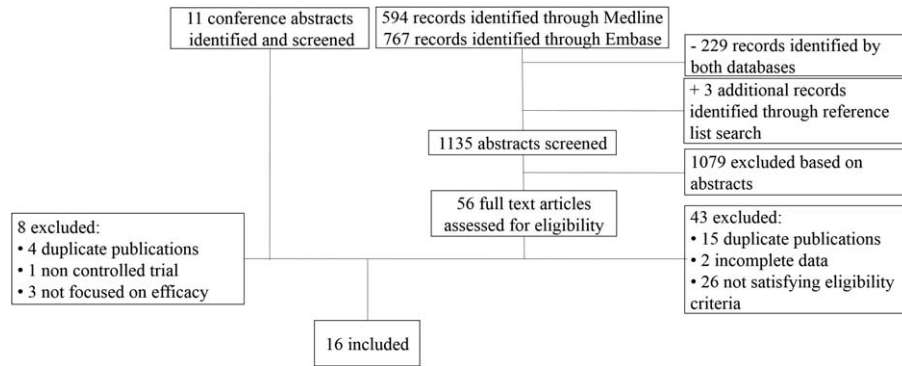 11 conference abstracts
identified and screened
594 records identified through Medline
767 records identified through Embase
- 229 records identified by
both databases
+ 3 additional records
identified through reference
list search
1135 abstracts screened
1079 excluded based on
abstracts
56 full text articles
assessed for eligibility
8 excluded:
• 4 duplicate publications
• 1 non controlled trial
• 3 not focused on efficacy
43 excluded:
• 15 duplicate publications
• 2 incomplete data
• 26 not satisfying eligibility
criteria
16 included